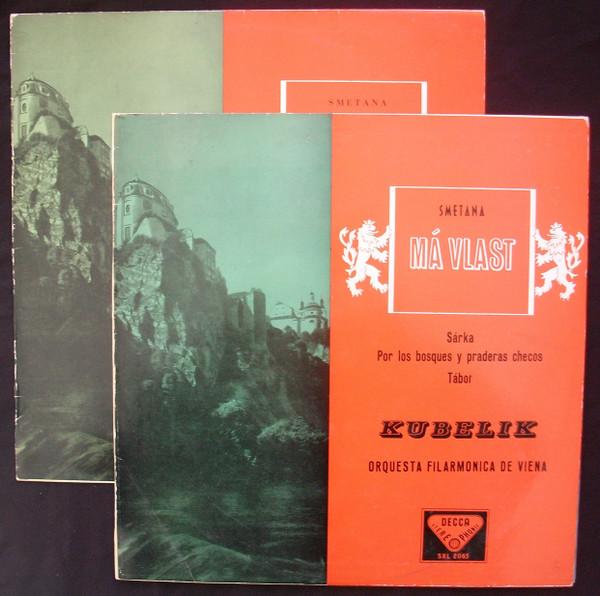 SMETANA
SMETANA
MÁ VLAST
Sárka
Por los bosques y praderas checos
Tábor
KUBELIK
ORQUESTA FILARMONICA DE VIENA
DECCA
STEREOPHONIC
SXL 2065